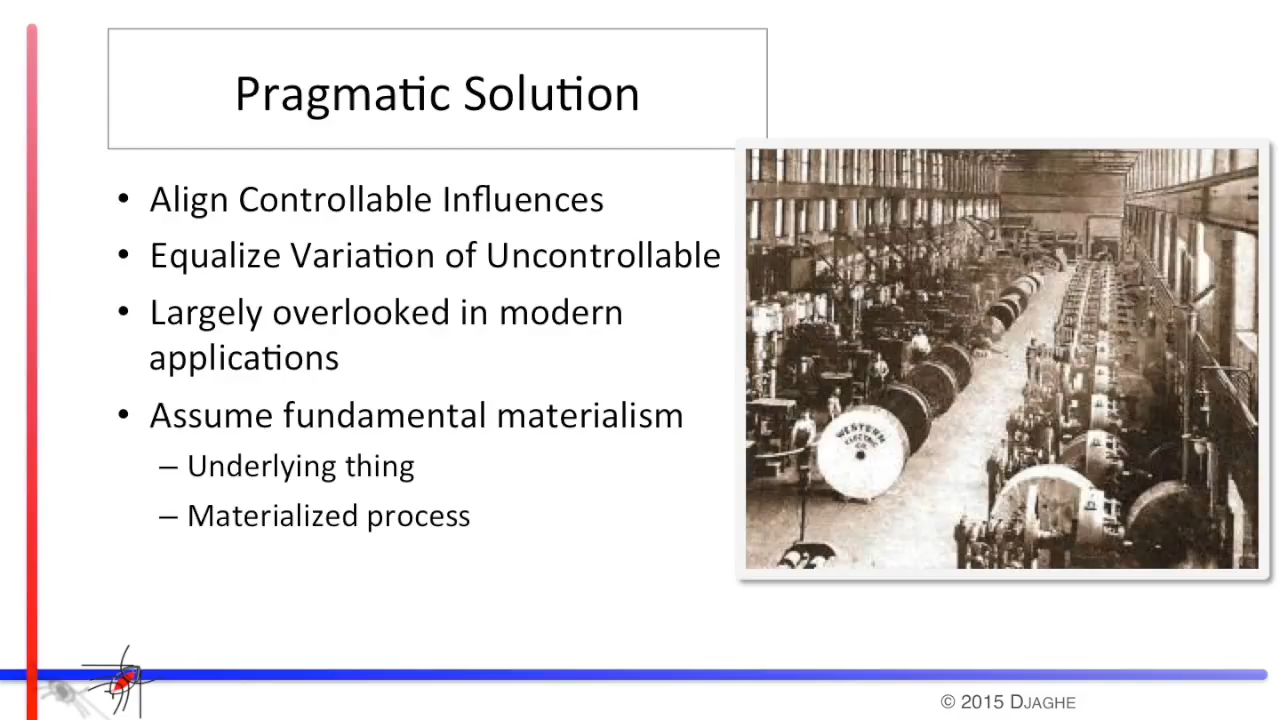 Pragmatic Solution
• Align Controllable Influences
• Equalize Variation of Uncontrollable
• Largely overlooked in modern
applications
• Assume fundamental materialism
– Underlying thing
– Materialized process
WESTERN
ELECTRIC
CO.
© 2015 DJAGHE